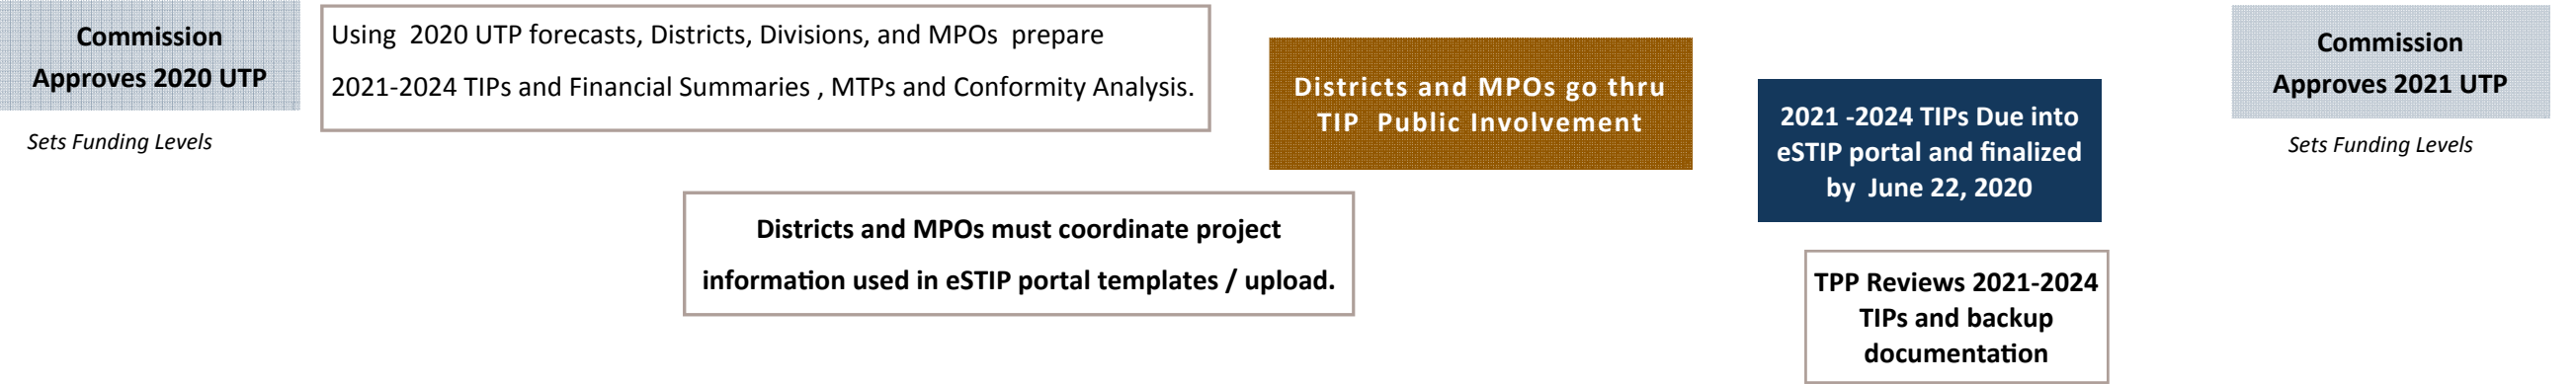 Commission
Approves 2020 UTP
Sets Funding Levels
Using 2020 UTP forecasts, Districts, Divisions, and MPOs prepare
2021-2024 TIPs and Financial Summaries , MTPs and Conformity Analysis.
Districts and MPOs must coordinate project
information used in eSTIP portal templates / upload.
Districts and MPOs go thru
TIP Public Involvement
2021 -2024 TIPs Due into
eSTIP portal and finalized
by June 22, 2020
TPP Reviews 2021-2024
TIPs and backup
documentation
Commission
Approves 2021 UTP
Sets Funding Levels